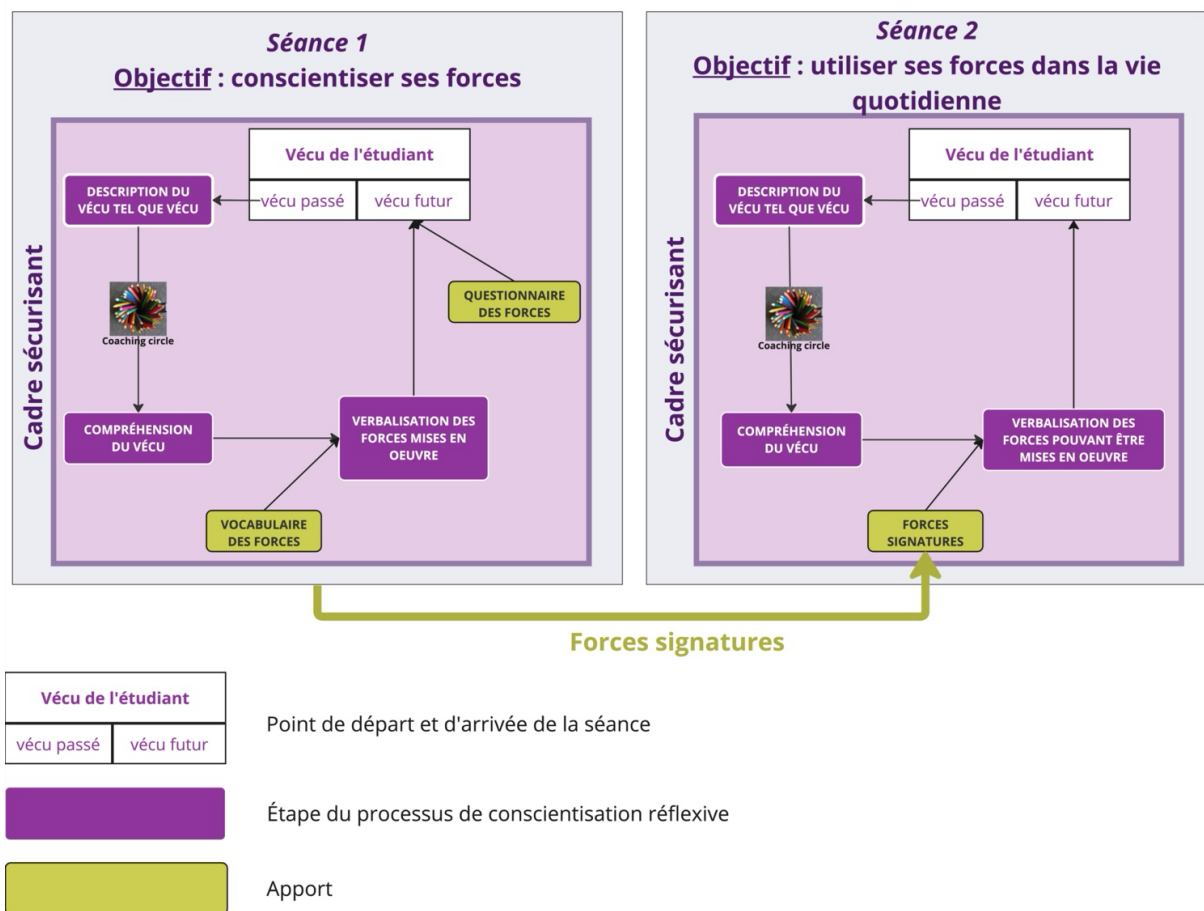 Séance 1
Objectif : conscientiser ses forces
Cadre sécurisant
Vécu de l'étudiant
vécu passé
vécu futur
DESCRIPTION DU
VÉCU TEL QUE VÉCU
Coaching circle
QUESTIONNAIRE
DES FORCES
COMPRÉHENSION
DU VÉCU
VERBALISATION DES
FORCES MISES EN
OEUVRE
VOCABULAIRE
DES FORCES
Séance 2
Objectif : utiliser ses forces dans la vie
quotidienne
Cadre sécurisant
Vécu de l'étudiant
vécu passé
vécu futur
DESCRIPTION DU
VÉCU TEL QUE VÉCU
Coaching circle
COMPRÉHENSION
DU VÉCU
VERBALISATION DES
FORCES POUVANT ÊTRE
MISES EN OEUVRE
FORCES
SIGNATURES
Forces signatures
Vécu de l'étudiant
vécu passé
vécu futur
Point de départ et d'arrivée de la séance
Étape du processus de conscientisation réflexive
Apport